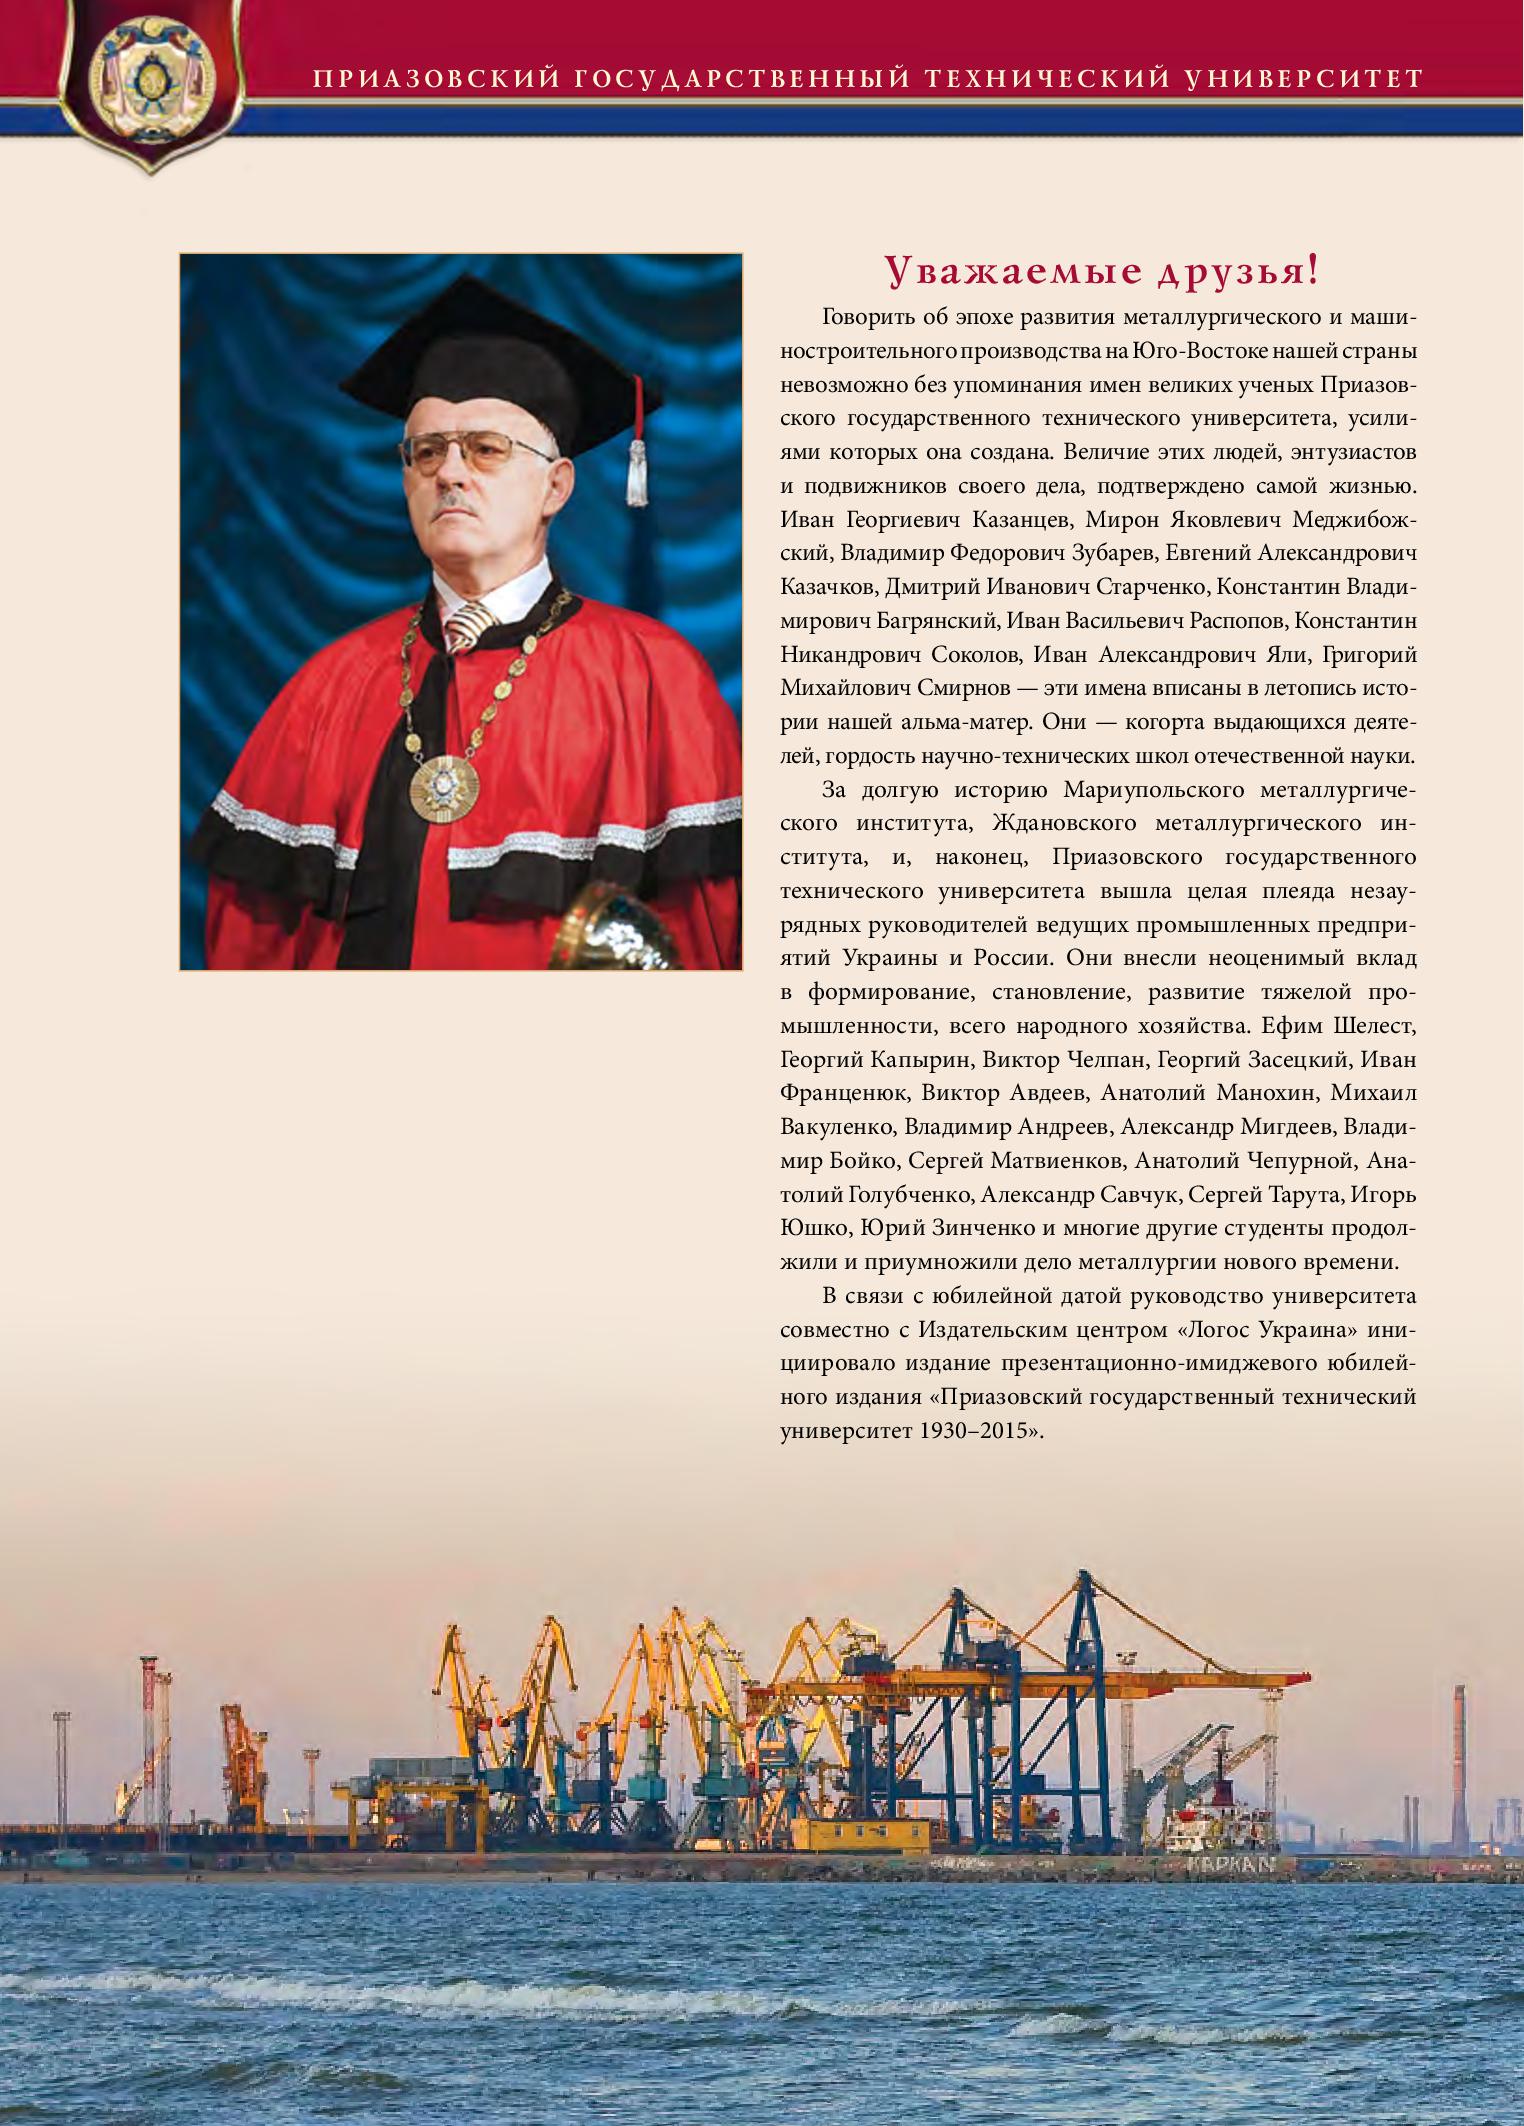 ПРИАЗОВСКИЙ ГОСУДАРСТВЕННЫЙ ТЕХНИЧЕСКИЙ УНИВЕРСИТЕТ
Уважаемые друзья!
Говорить об эпохе развития металлургического и маши-
ностроительного производства на Юго-Востоке нашей страны
невозможно без упоминания имен великих ученых Приазов-
ского государственного технического университета, усили-
ями которых она создана. Величие этих людей, энтузиастов
и подвижников своего дела, подтверждено самой жизнью.
Иван Георгиевич Казанцев, Мирон Яковлевич Меджибож-
ский, Владимир Федорович Зубарев, Евгений Александрович
Казачков, Дмитрий Иванович Старченко, Константин Влади-
мирович Багрянский, Иван Васильевич Распопов, Константин
Никандрович Соколов, Иван Александрович Яли, Григорий
Михайлович Смирнов — эти имена вписаны в летопись исто-
рии нашей альма-матер. Они — когорта выдающихся деяте-
лей, гордость научно-технических школ отечественной науки.
За долгую историю Мариупольского металлургиче-
ского института, Ждановского металлургического ин-
ститута, и, наконец, Приазовского государственного
технического университета вышла целая плеяда незау-
рядных руководителей ведущих промышленных предпри-
ятий Украины и России. Они внесли неоценимый вклад
в формирование, становление, развитие тяжелой про-
мышленности, всего народного хозяйства. Ефим Шелест,
Георгий Капырин, Виктор Челпан, Георгий Засецкий, Иван
Франценюк, Виктор Авдеев, Анатолий Манохин, Михаил
Вакуленко, Владимир Андреев, Александр Мигдеев, Влади-
мир Бойко, Сергей Матвиенков, Анатолий Чепурной, Ана-
толий Голубченко, Александр Савчук, Сергей Тарута, Игорь
Юшко, Юрий Зинченко и многие другие студенты продол-
жили и приумножили дело металлургии нового времени.
В связи с юбилейной датой руководство университета
совместно с Издательским центром «Логос Украина» ини-
циировало издание презентационно-имиджевого юбилей-
ного издания «Приазовский государственный технический
университет 1930–2015».
КАРКАN